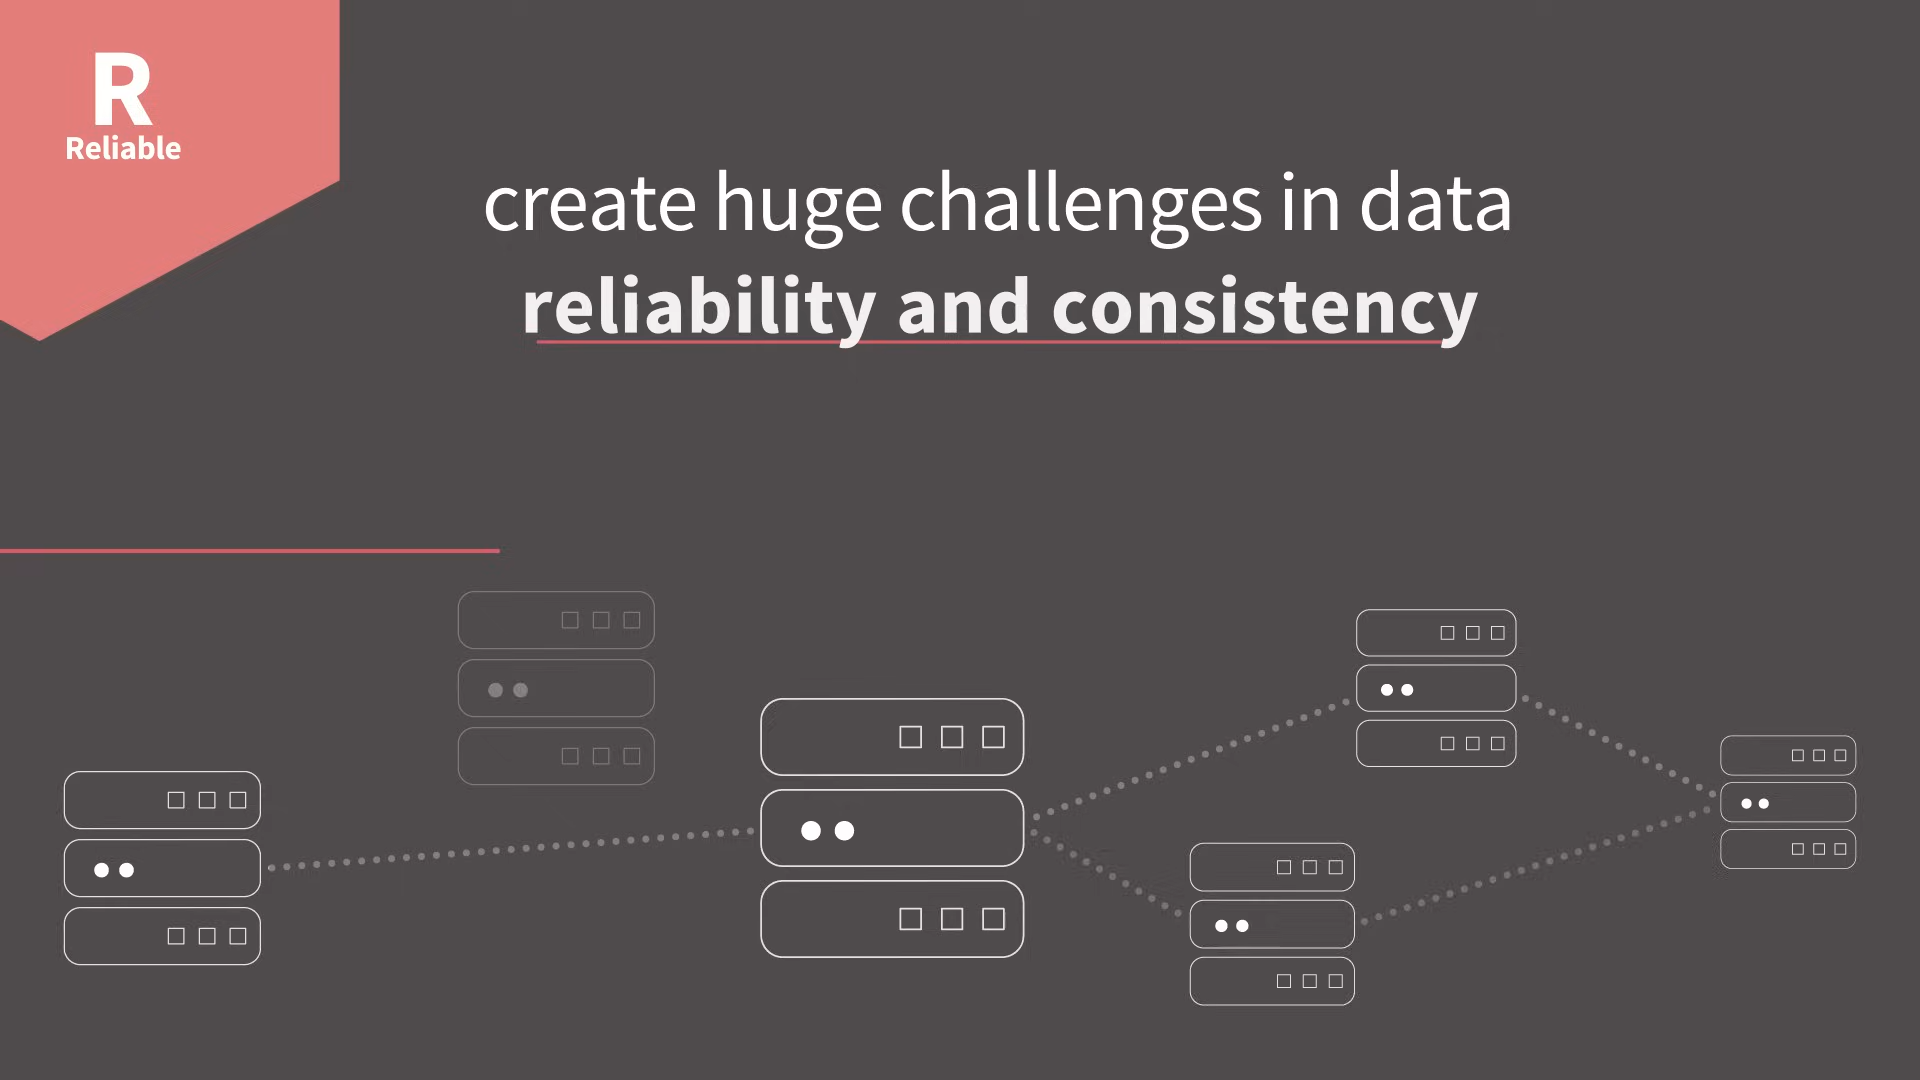 R
Reliable
create huge challenges in data
reliability and consistency